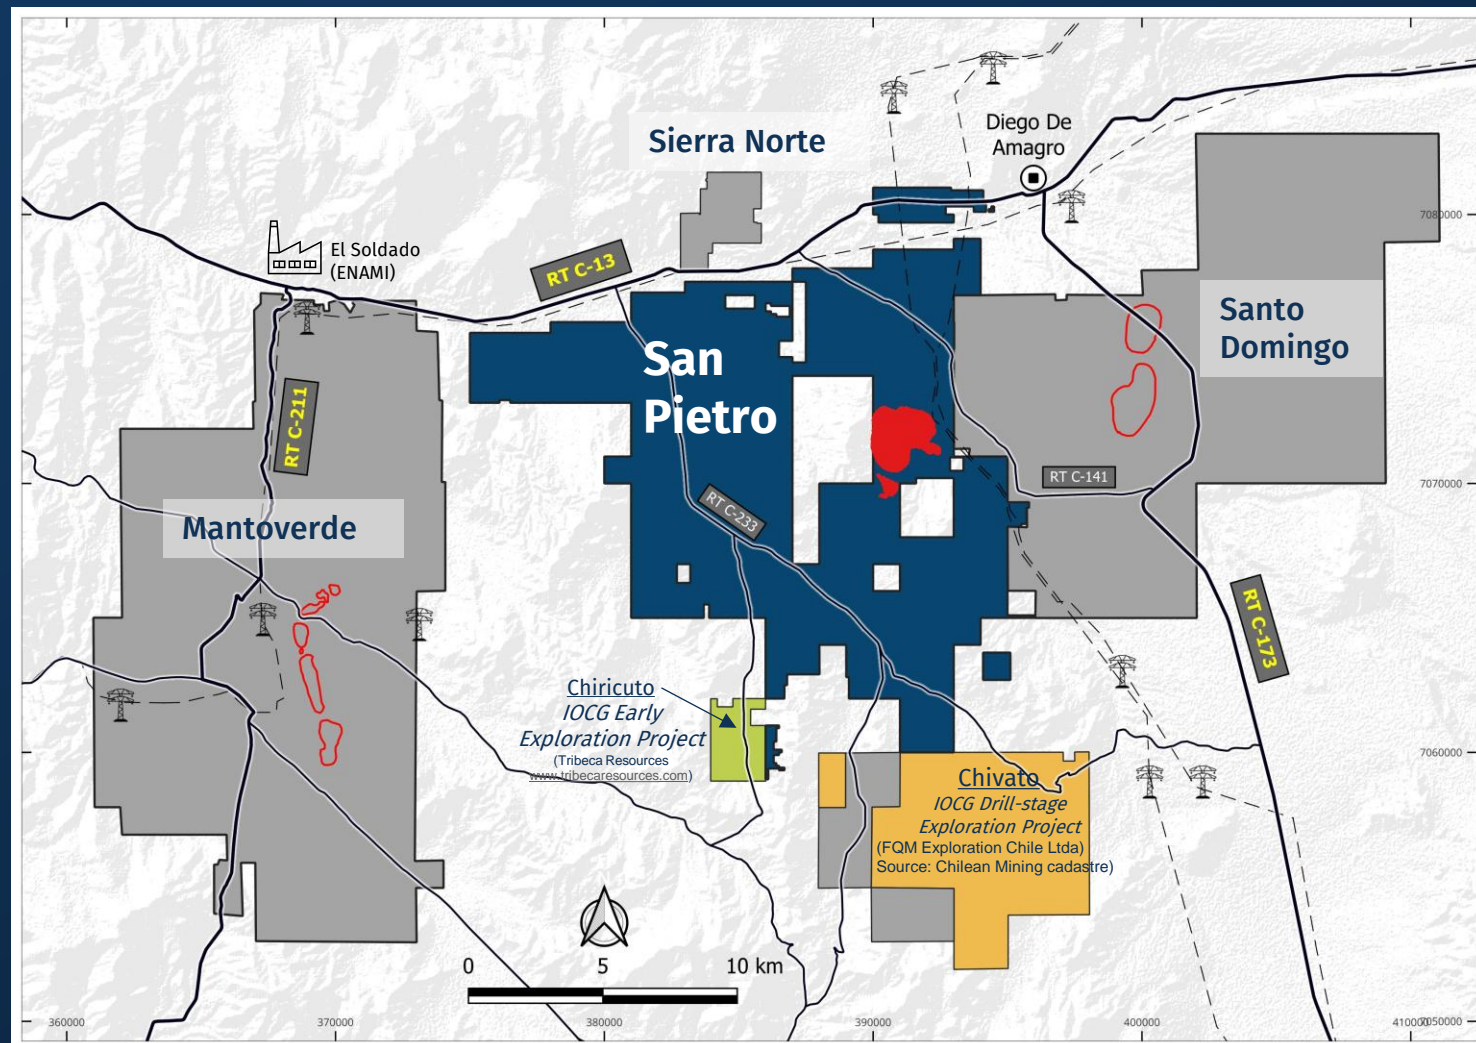 Sierra Norte
Diego De
Amagro
El Soldado
(ENAMI)
RT C-13
7080000
Santo
Domingo
San
Pietro
RT C-211
RT C-141
7070000
RT C-233
Mantoverde
RT C-173
Chiricuto
IOCG Early
Exploration Project
(Tribeca Resources
www.tribecaresources.com)
7060000
Chivato
IOCG Drill-stage
Exploration Project
(FQM Exploration Chile Ltda)
Source: Chilean Mining cadastre)
0 5 10 km
360000 370000 380000 390000 400000 410000 7050000